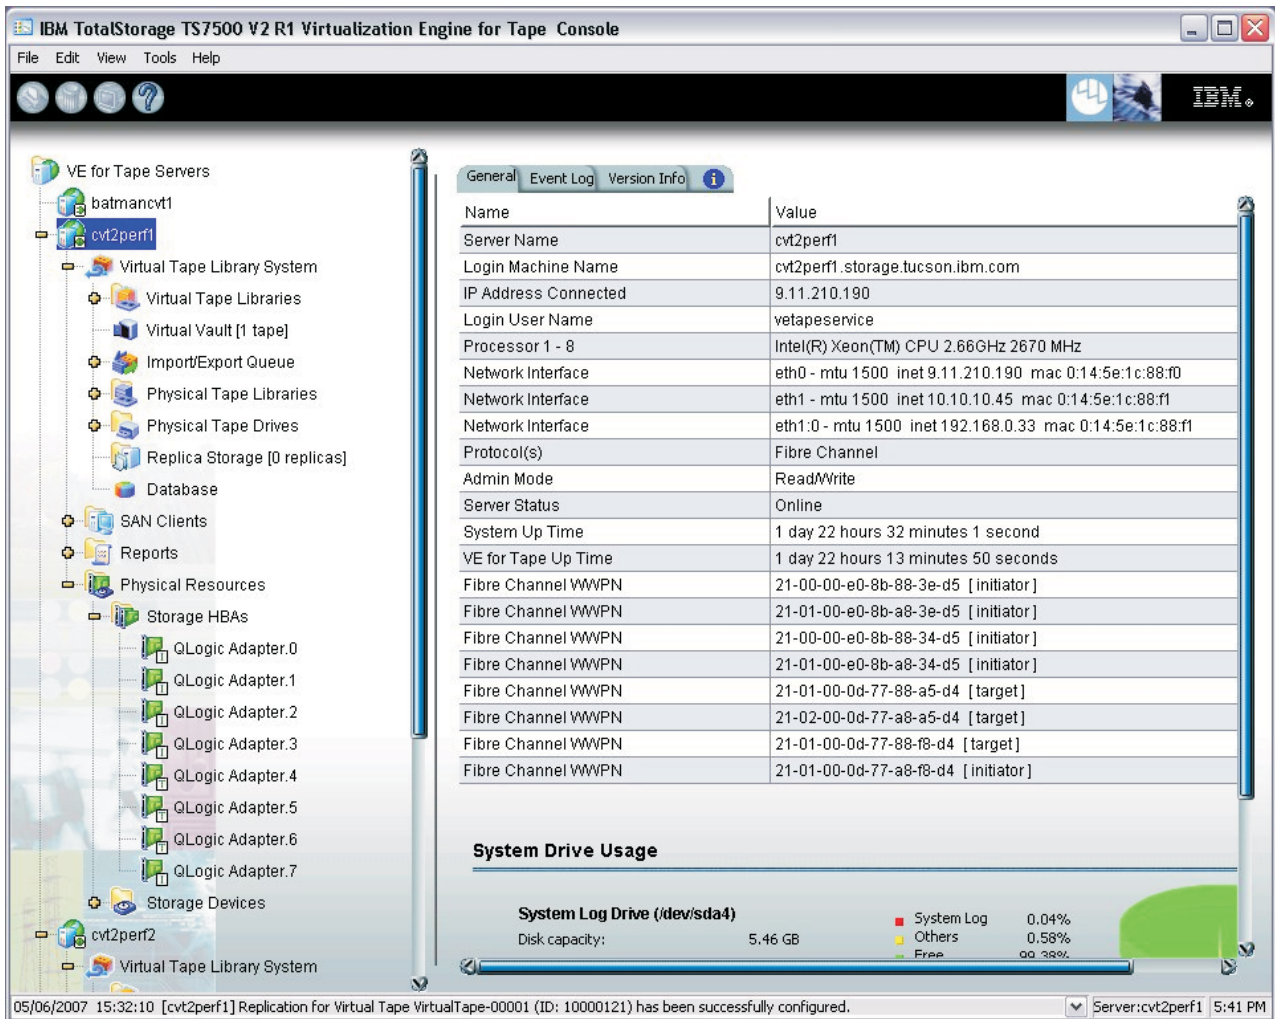 IBM TotalStorage TS7500 V2 R1 Virtualization Engine for Tape Console
File Edit View Tools Help
IBM®
VE for Tape Servers
batmancvt1
cvt2perf1
Virtual Tape Library System
Virtual Tape Libraries
Virtual Vault [1 tape]
Import/Export Queue
Physical Tape Libraries
Physical Tape Drives
Replica Storage [0 replicas]
Database
SAN Clients
Reports
Physical Resources
Storage HBAs
QLogic Adapter.0
QLogic Adapter.1
QLogic Adapter.2
QLogic Adapter.3
QLogic Adapter.4
QLogic Adapter.5
QLogic Adapter.6
QLogic Adapter.7
Storage Devices
cvt2perf2
Virtual Tape Library System
General Event Log Version Info
Name Value
Server Name cvt2perf1
Login Machine Name cvt2perf1.storage.tucson.ibm.com
IP Address Connected 9.11.210.190
Login User Name vetapeservice
Processor 1 - 8 Intel(R) Xeon(TM) CPU 2.66GHz 2670 MHz
Network Interface eth0 - mtu 1500 inet 9.11.210.190 mac 0:14:5e:1c:88:f0
Network Interface eth1 - mtu 1500 inet 10.10.10.45 mac 0:14:5e:1c:88:f1
Network Interface eth1:0 - mtu 1500 inet 192.168.0.33 mac 0:14:5e:1c:88:f1
Protocol(s) Fibre Channel
Admin Mode Read/Write
Server Status Online
System Up Time 1 day 22 hours 32 minutes 1 second
VE for Tape Up Time 1 day 22 hours 13 minutes 50 seconds
Fibre Channel WWPN 21-00-00-e0-8b-88-3e-d5 [initiator]
Fibre Channel WWPN 21-01-00-e0-8b-a8-3e-d5 [initiator]
Fibre Channel WWPN 21-00-00-e0-8b-88-34-d5 [initiator]
Fibre Channel WWPN 21-01-00-e0-8b-a8-34-d5 [initiator]
Fibre Channel WWPN 21-01-00-0d-77-88-a5-d4 [target]
Fibre Channel WWPN 21-02-00-0d-77-a8-a5-d4 [target]
Fibre Channel WWPN 21-01-00-0d-77-88-f8-d4 [target]
Fibre Channel WWPN 21-01-00-0d-77-a8-f8-d4 [initiator]
System Drive Usage
System Log Drive (/dev/sda4)
Disk capacity: 5.46 GB
System Log 0.04%
Others 0.58%
Free 99.38%
05/06/2007 15:32:10 [cvt2perf1] Replication for Virtual Tape VirtualTape-00001 (ID: 10000121) has been successfully configured.
Server:cvt2perf1 5:41 PM